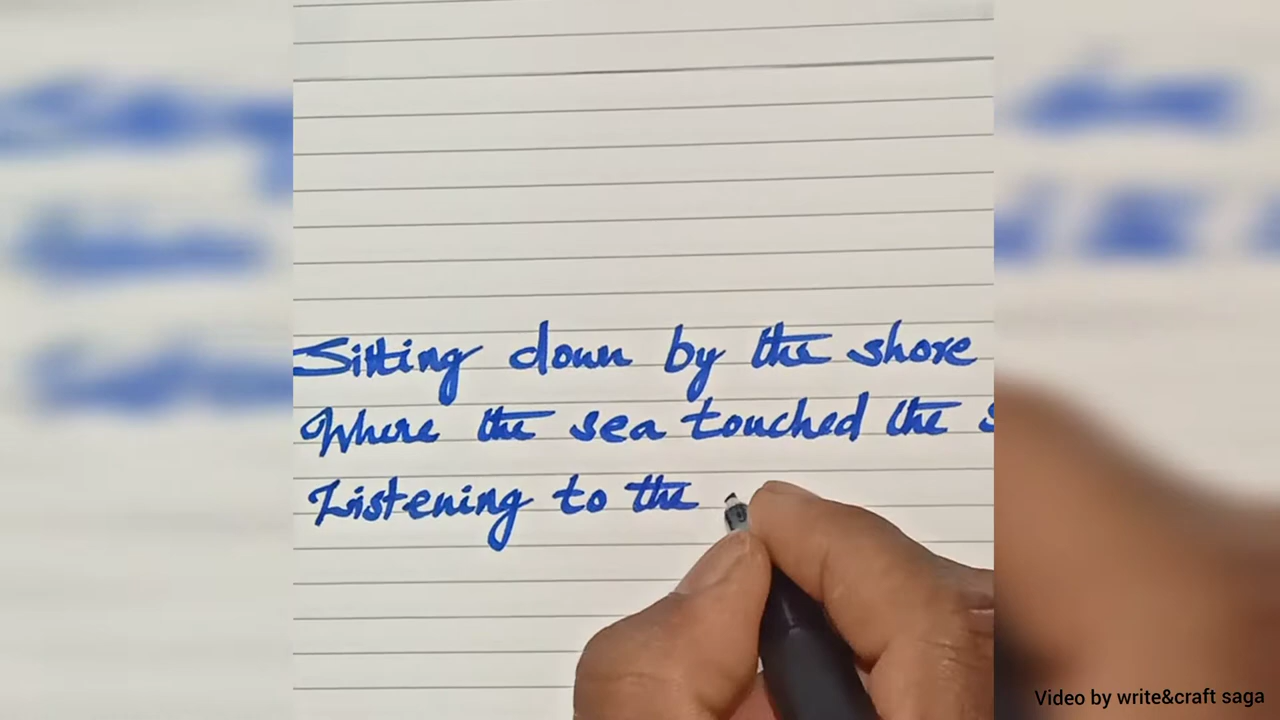 Sitting down by the shore
Where the sea touched the
Listening to the
Video by write&craft saga